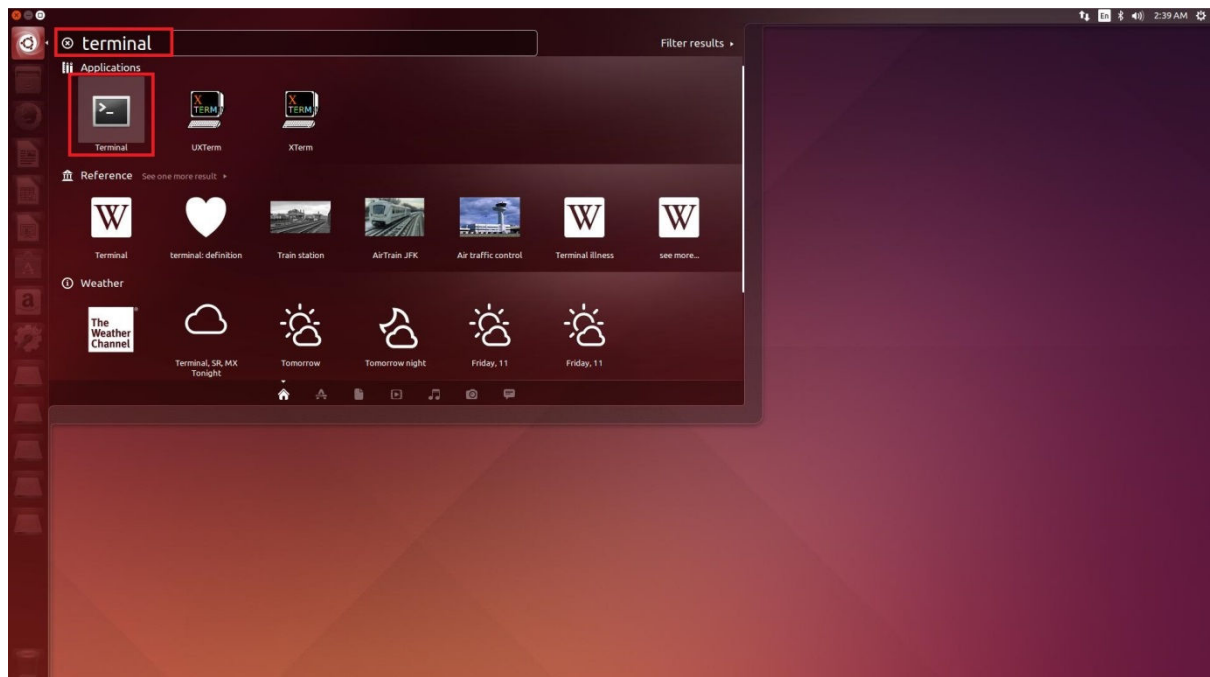 En 2:39 AM
terminal
Filter results
Applications
>_
X TERM
X TERM
Terminal UXTerm XTerm
Reference See one more result
W
W
W
Terminal terminal: definition Train station AirTrain JFK Air traffic control Terminal illness see more...
Weather
The
Weather
Channel
Terminal, SR, MX Tomorrow Tomorrow night Friday, 11 Friday, 11
Tonight
a